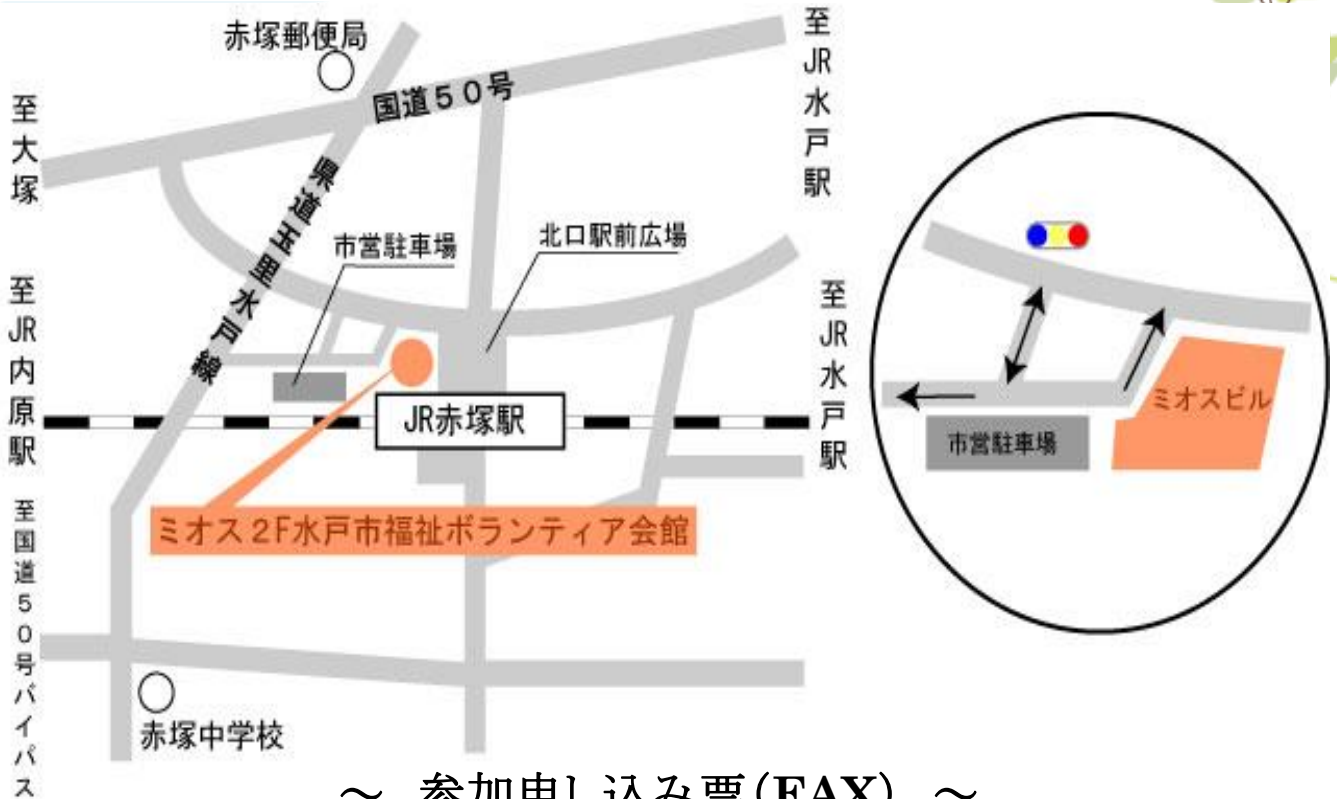 赤塚郵便局
国道50号
至大塚
至JR水戸駅
県道玉里水戸線
市営駐車場
北口駅前広場
至JR内原駅
至JR水戸駅
JR赤塚駅
ミオス2F水戸市福祉ボランティア会館
至国道50号バイパス
赤塚中学校
ミオスビル
市営駐車場
～ 参加申し込み票(FAX) ～